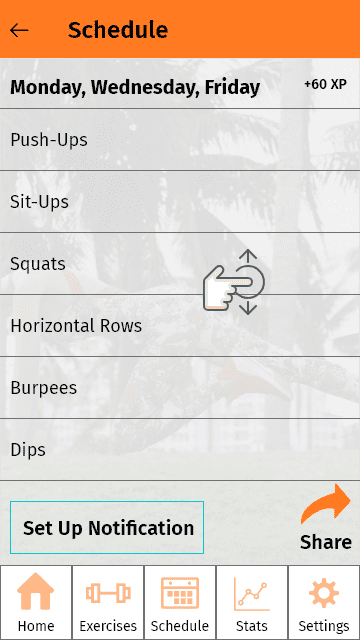 Schedule
Monday, Wednesday, Friday +60 XP
Push-Ups
Sit-Ups
Squats
Horizontal Rows
Burpees
Dips
Set Up Notification
Share
Home Exercises Schedule Stats Settings